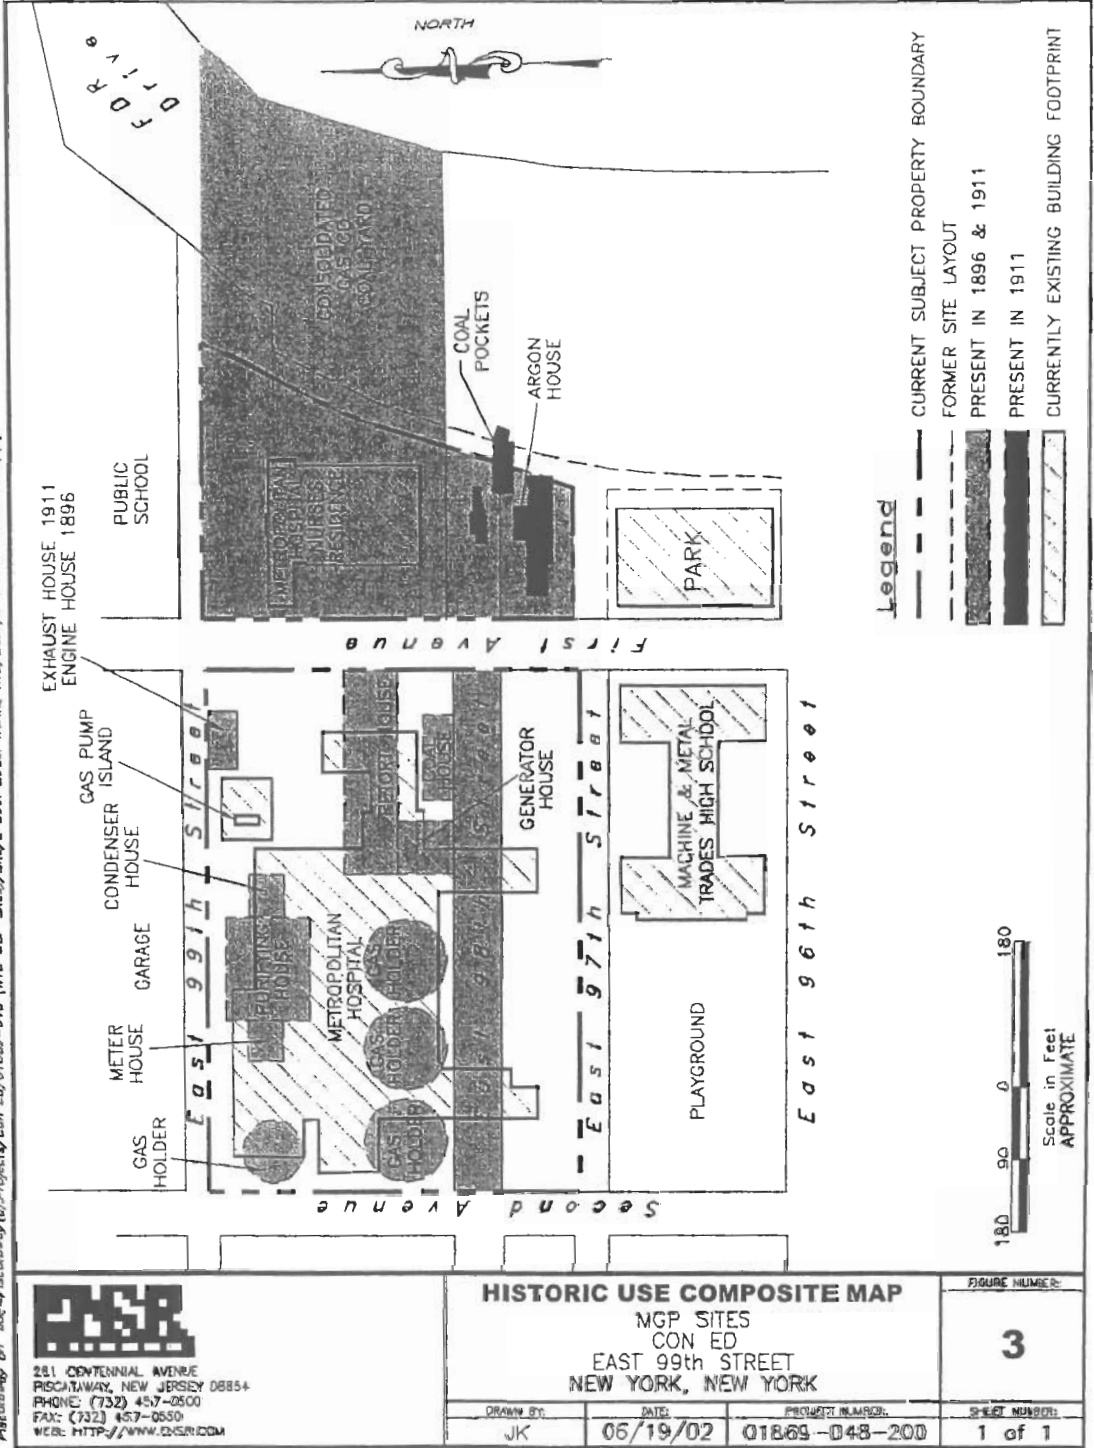 NORTH
FDR
Drive
CONSOLIDATED
GAS CO.
COALYARD
COAL
POCKETS
ARGON
HOUSE
PUBLIC
SCHOOL
METROPOLITAN
HOSPITAL
NURSES
RESIDENCE
PARK
EXHAUST HOUSE 1911
ENGINE HOUSE 1896
First Avenue
GAS PUMP
ISLAND
CONDENSER
HOUSE
GARAGE
METER
HOUSE
GAS
HOLDER
East 99th Street
PURIFYING
HOUSE
METROPOLITAN
HOSPITAL
RETORT HOUSE
COAL
HOUSE
GENERATOR
HOUSE
GAS
HOLDER
GAS
HOLDER
GAS
HOLDER
East 98th Street
East 97th Street
MACHINE & METAL
TRADES HIGH SCHOOL
PLAYGROUND
East 96th Street
Second Avenue
Legend
CURRENT SUBJECT PROPERTY BOUNDARY
FORMER SITE LAYOUT
PRESENT IN 1896 & 1911
PRESENT IN 1911
CURRENTLY EXISTING BUILDING FOOTPRINT
180 90 0 180
Scale in Feet
APPROXIMATE
ENSR
281 CENTENNIAL AVENUE
PISCATAWAY, NEW JERSEY 08854
PHONE: (732) 457-0500
FAX: (732) 457-0550
WEB: HTTP://WWW.ENSR.COM
HISTORIC USE COMPOSITE MAP
MGP SITES
CON ED
EAST 99th STREET
NEW YORK, NEW YORK
FIGURE NUMBER:
3
DRAWN BY:
JK
DATE:
06/19/02
PROJECT NUMBER:
01869-048-200
SHEET NUMBER:
1 of 1